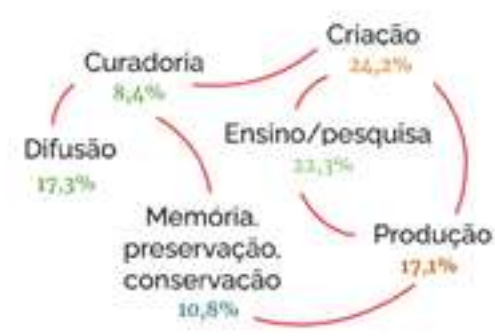 Criação
24,2%
Curadoria
8,4%
Ensino/pesquisa
22,3%
Difusão
17,3%
Memória,
preservação,
conservação
10,8%
Produção
17,1%